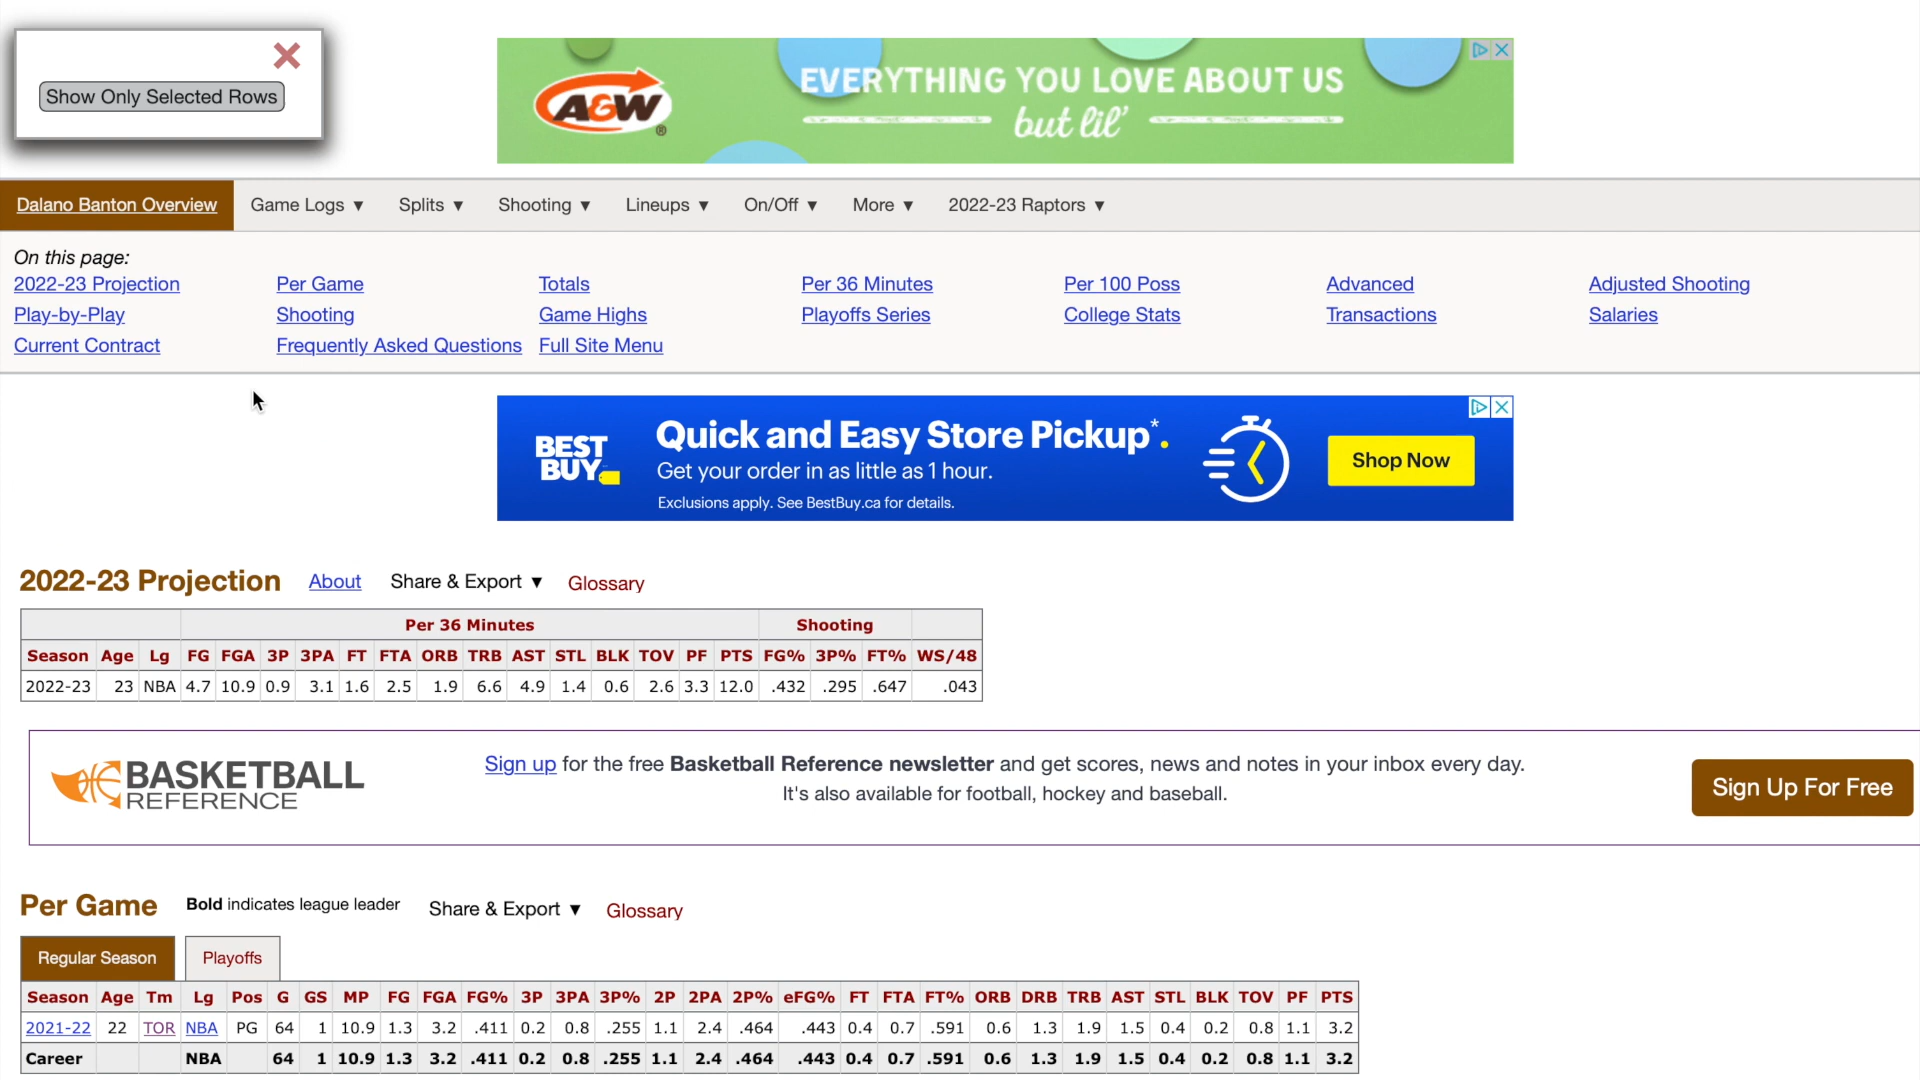 Show Only Selected Rows
A&W ®
EVERYTHING YOU LOVE ABOUT US
but lil'
Dalano Banton Overview Game Logs ▼ Splits ▼ Shooting ▼ Lineups ▼ On/Off ▼ More ▼ 2022-23 Raptors ▼
On this page:
2022-23 Projection Per Game Totals Per 36 Minutes Per 100 Poss Advanced Adjusted Shooting
Play-by-Play Shooting Game Highs Playoffs Series College Stats Transactions Salaries
Current Contract Frequently Asked Questions Full Site Menu
BEST
BUY
Quick and Easy Store Pickup*.
Get your order in as little as 1 hour.
Exclusions apply. See BestBuy.ca for details.
Shop Now
2022-23 Projection About Share & Export ▼ Glossary
Per 36 Minutes Shooting
Season Age Lg FG FGA 3P 3PA FT FTA ORB TRB AST STL BLK TOV PF PTS FG% 3P% FT% WS/48
2022-23 23 NBA 4.7 10.9 0.9 3.1 1.6 2.5 1.9 6.6 4.9 1.4 0.6 2.6 3.3 12.0 .432 .295 .647 .043
BASKETBALL
REFERENCE
Sign up for the free Basketball Reference newsletter and get scores, news and notes in your inbox every day.
It's also available for football, hockey and baseball.
Sign Up For Free
Per Game Bold indicates league leader Share & Export ▼ Glossary
Regular Season Playoffs
Season Age Tm Lg Pos G GS MP FG FGA FG% 3P 3PA 3P% 2P 2PA 2P% eFG% FT FTA FT% ORB DRB TRB AST STL BLK TOV PF PTS
2021-22 22 TOR NBA PG 64 1 10.9 1.3 3.2 .411 0.2 0.8 .255 1.1 2.4 .464 .443 0.4 0.7 .591 0.6 1.3 1.9 1.5 0.4 0.2 0.8 1.1 3.2
Career NBA 64 1 10.9 1.3 3.2 .411 0.2 0.8 .255 1.1 2.4 .464 .443 0.4 0.7 .591 0.6 1.3 1.9 1.5 0.4 0.2 0.8 1.1 3.2